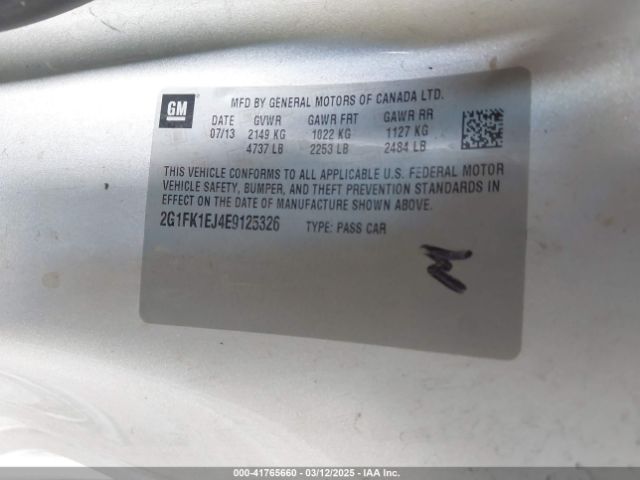 GM
MFD BY GENERAL MOTORS OF CANADA LTD.
DATE GVWR GAWR FRT GAWR RR
07/13 2149 KG 1022 KG 1127 KG
4737 LB 2253 LB 2484 LB
THIS VEHICLE CONFORMS TO ALL APPLICABLE U.S. FEDERAL MOTOR
VEHICLE SAFETY, BUMPER, AND THEFT PREVENTION STANDARDS IN
EFFECT ON THE DATE OF MANUFACTURE SHOWN ABOVE.
2G1FK1EJ4E9125326 TYPE: PASS CAR
0-41765660 - 03/12/2025 - IAA Inc.